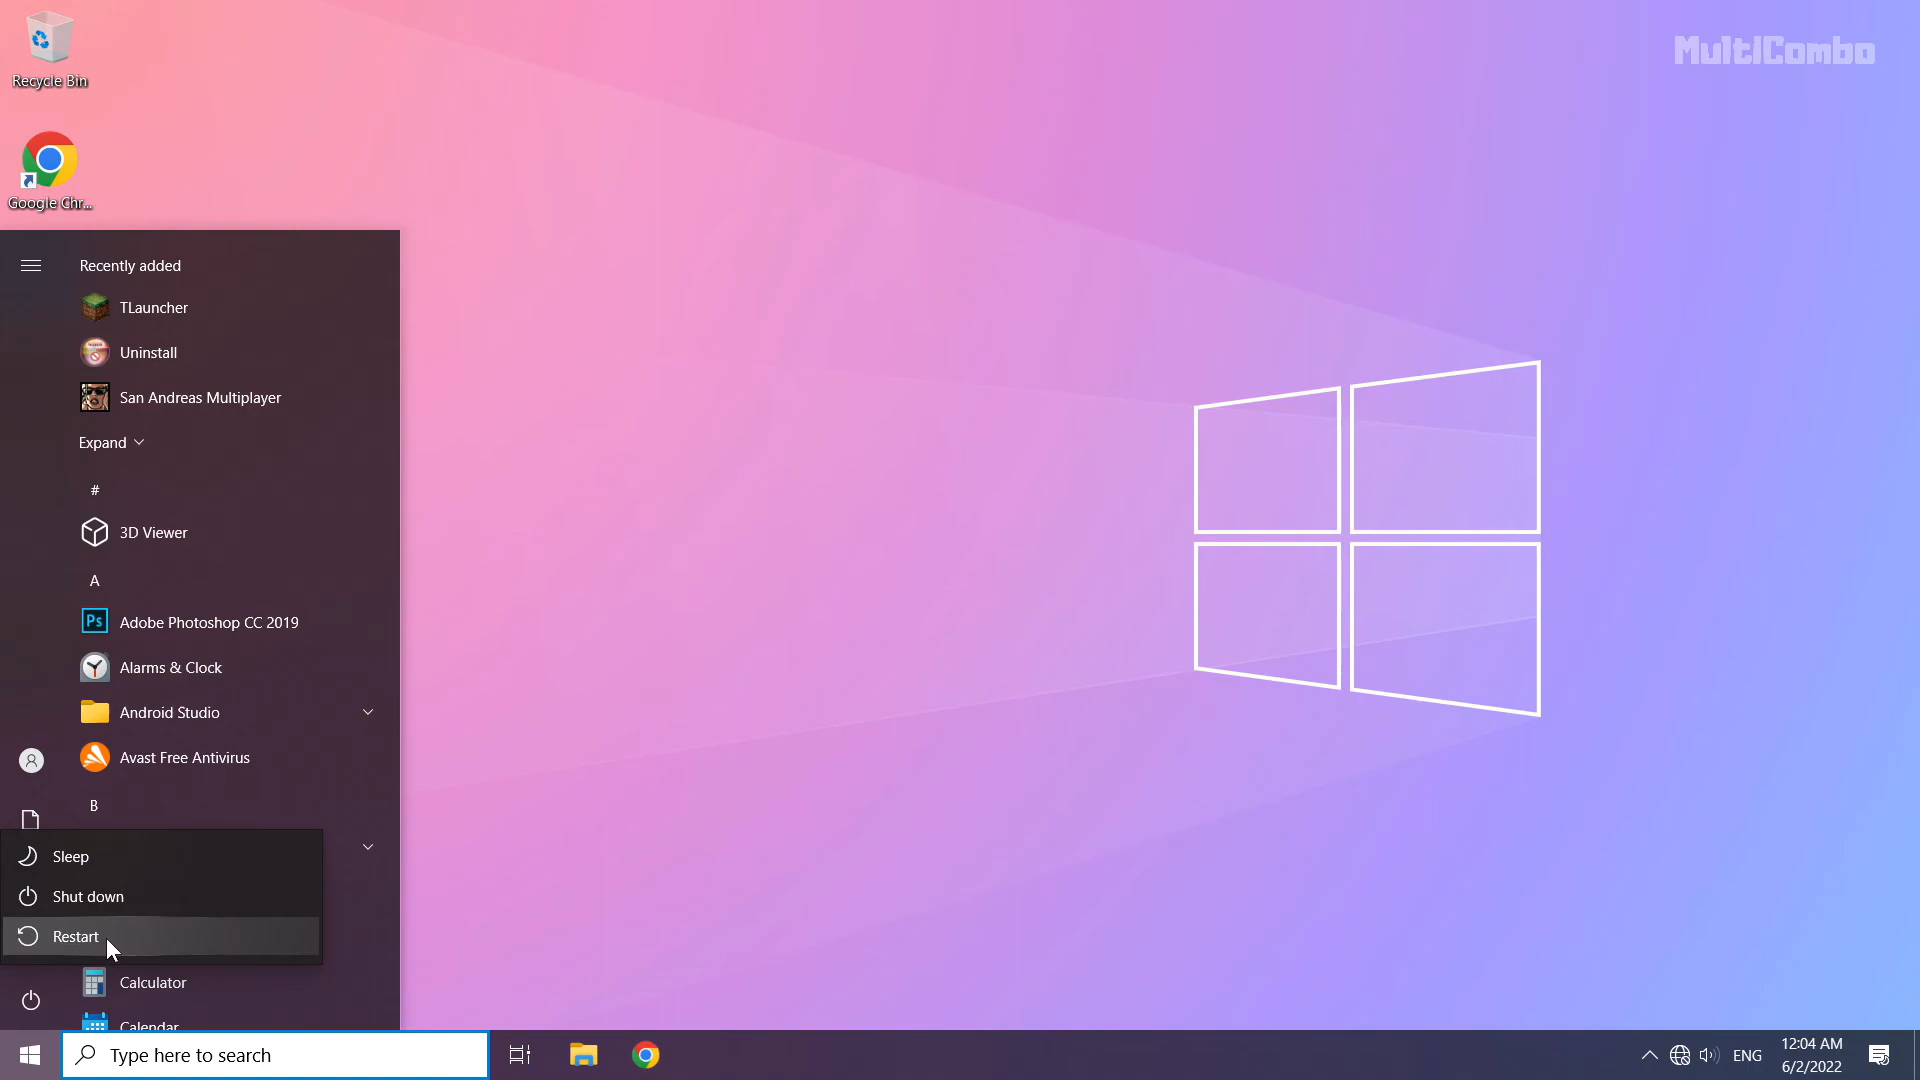 Recycle Bin
MultiCombo
Google Chr...
Recently added
TLauncher
Uninstall
San Andreas Multiplayer
Expand
#
3D Viewer
A
Ps
Adobe Photoshop CC 2019
Alarms & Clock
Android Studio
Avast Free Antivirus
B
Sleep
Shut down
Restart
Calculator
Calendar
Type here to search
ENG
12:04 AM
6/2/2022